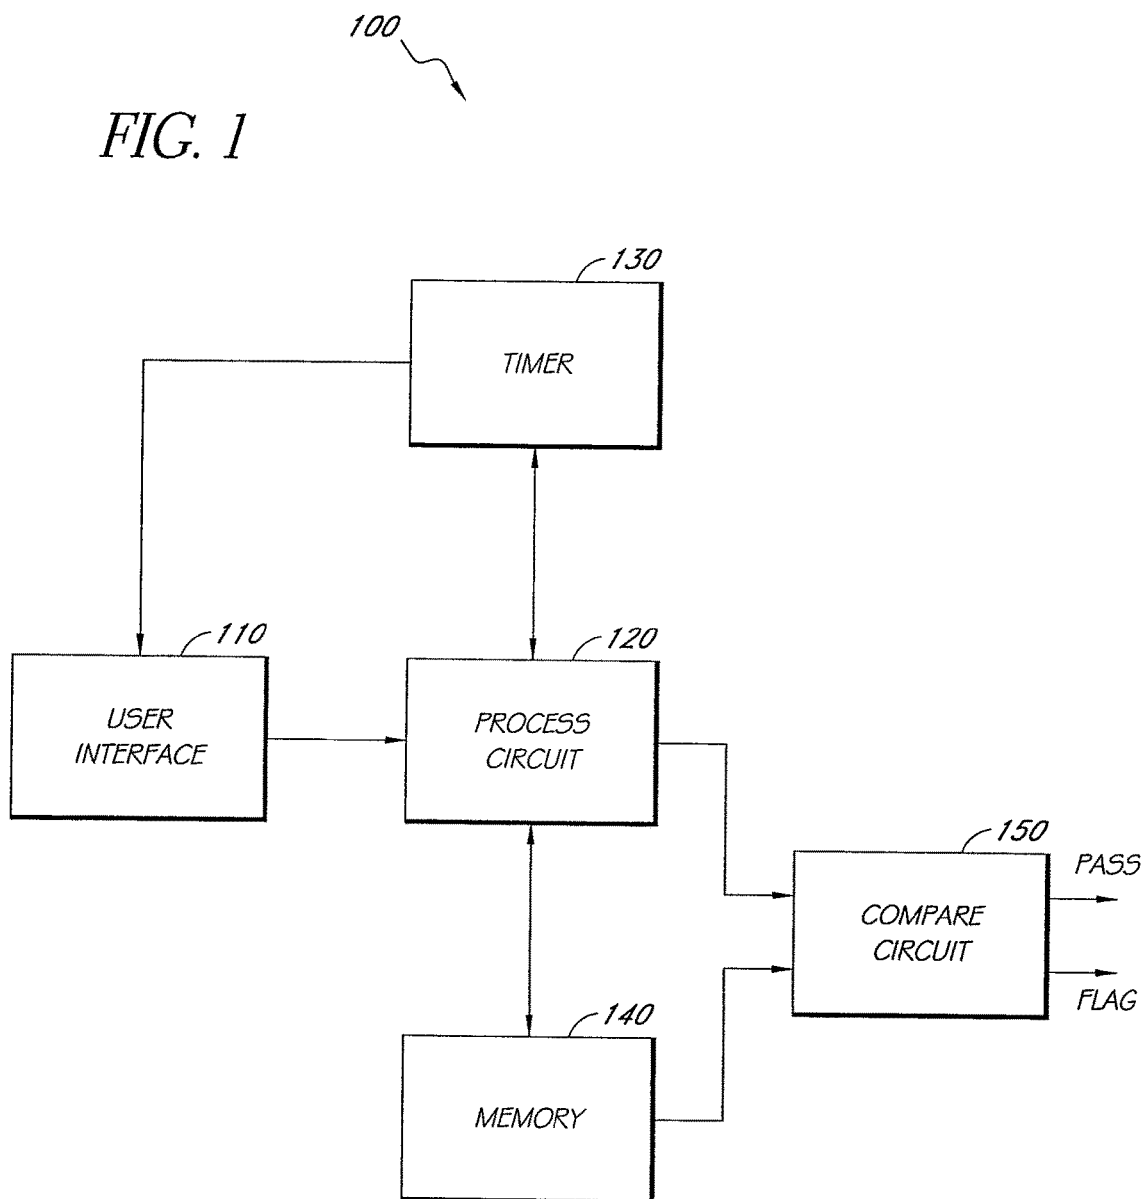 100
FIG. 1
130
TIMER
110
USER
INTERFACE
120
PROCESS
CIRCUIT
150
COMPARE
CIRCUIT
PASS
FLAG
140
MEMORY